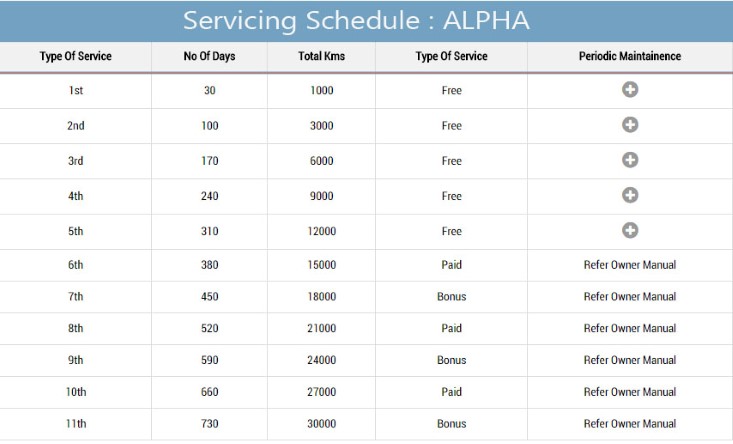 Servicing Schedule : ALPHA
Type Of Service No Of Days Total Kms Type Of Service Periodic Maintainence
1st 30 1000 Free
2nd 100 3000 Free
3rd 170 6000 Free
4th 240 9000 Free
5th 310 12000 Free
6th 380 15000 Paid Refer Owner Manual
7th 450 18000 Bonus Refer Owner Manual
8th 520 21000 Paid Refer Owner Manual
9th 590 24000 Bonus Refer Owner Manual
10th 660 27000 Paid Refer Owner Manual
11th 730 30000 Bonus Refer Owner Manual